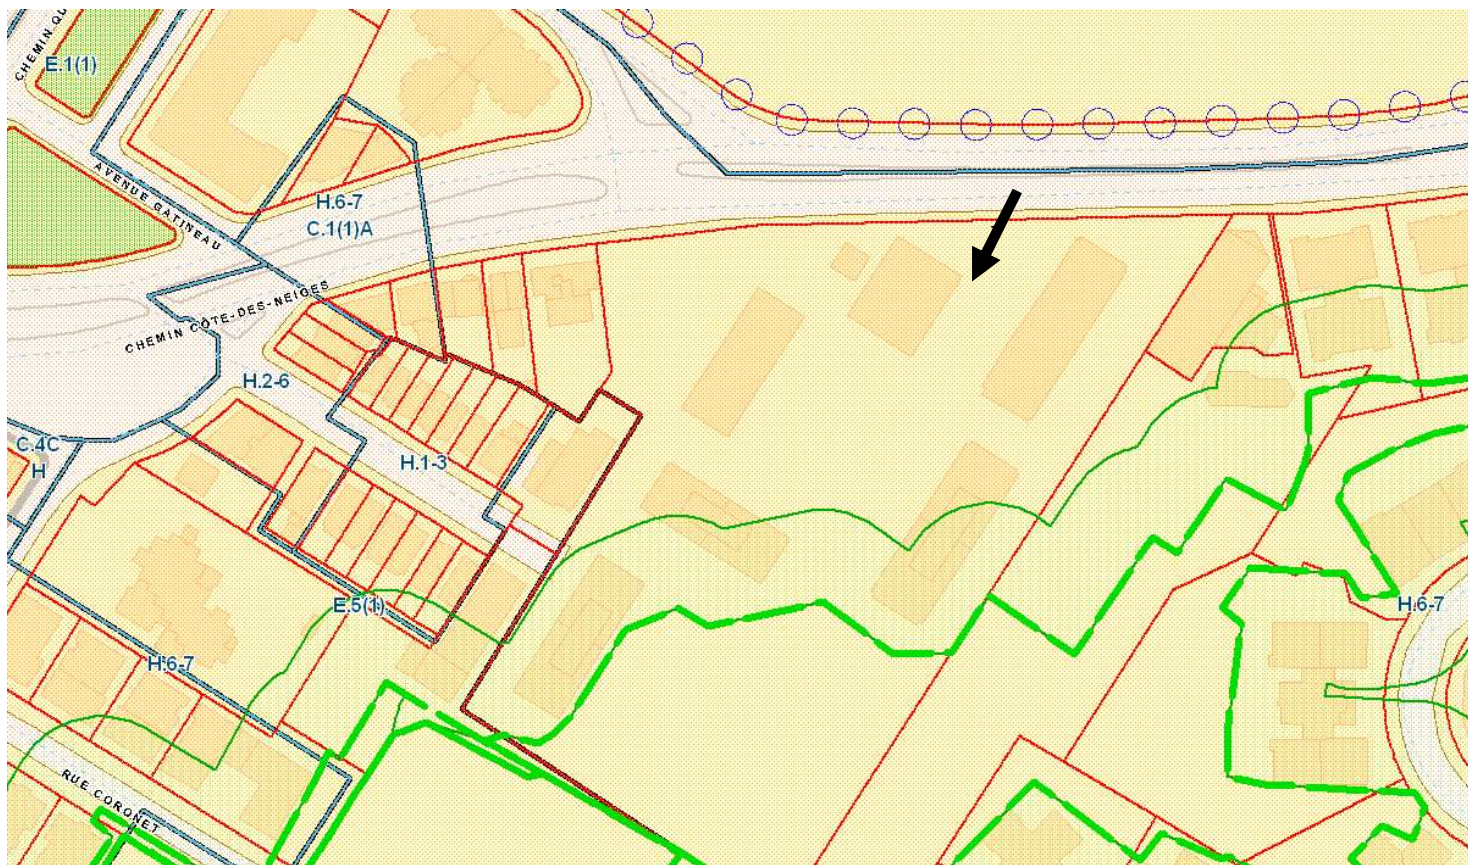 CHEMIN QU
E.1(1)
AVENUE GATINEAU
H.6-7
C.1(1)A
CHEMIN CÔTE-DES-NEIGES
H.2-6
C.4C
H
H.1-3
E.5(1)
H.6-7
H.6-7
RUE CORONET